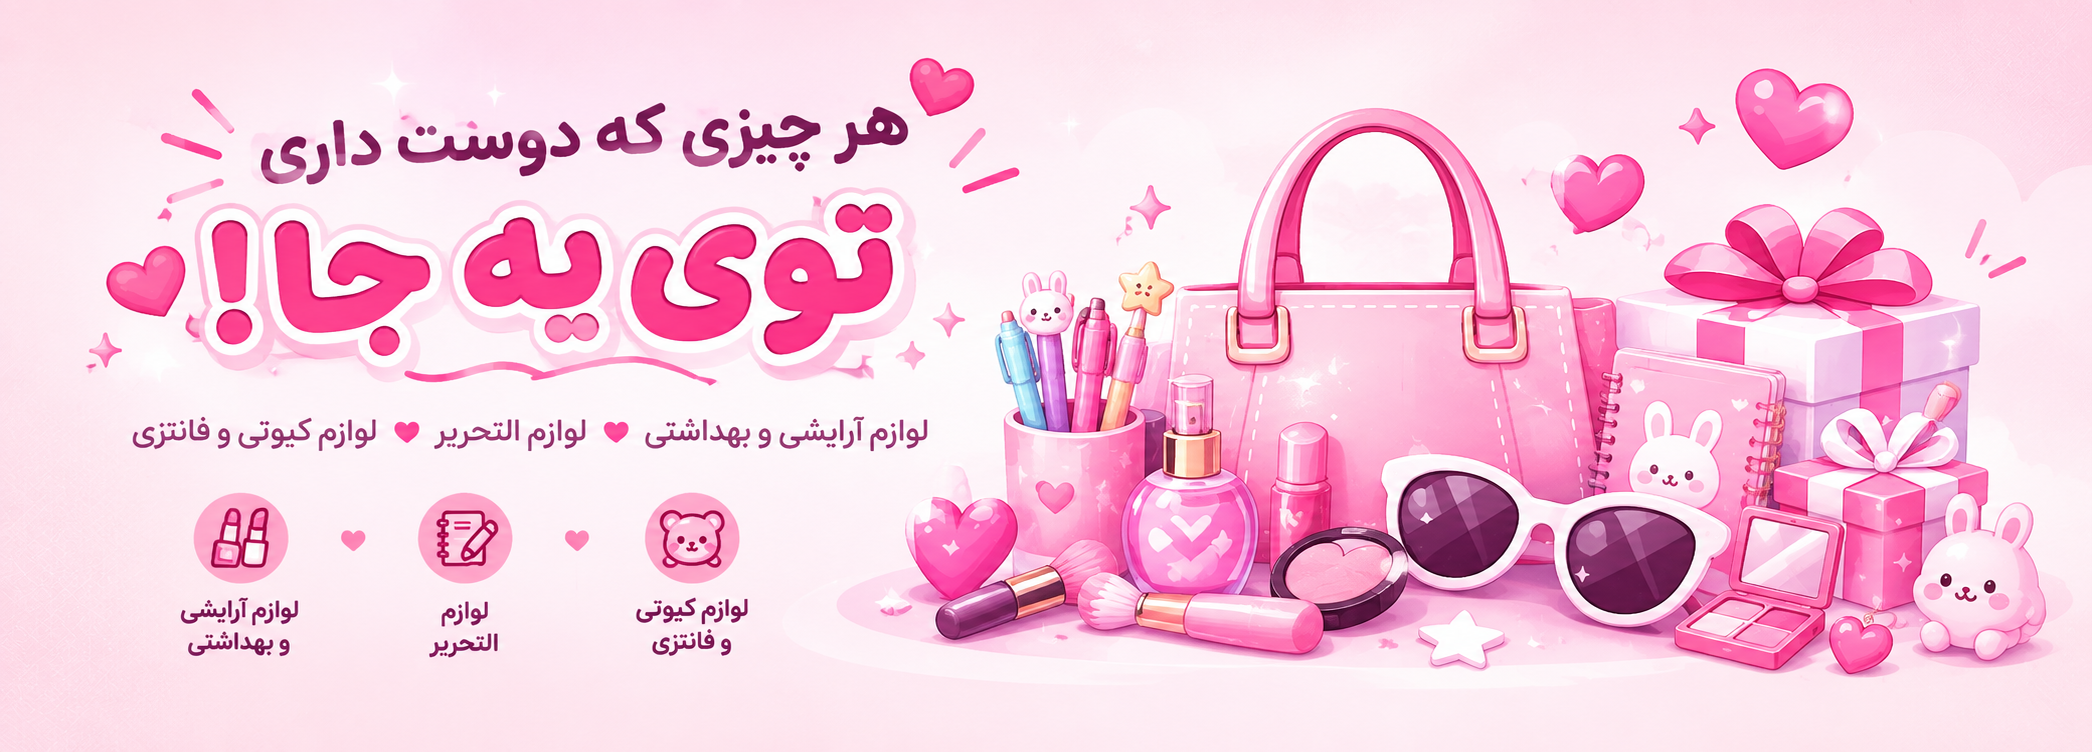 هر چیزی که دوست داری
توی یه جا!
لوازم آرایشی و بهداشتی ♥ لوازم التحریر ♥ لوازم کیوتی و فانتزی
لوازم کیوتی
و فانتزی
لوازم
التحریر
لوازم آرایشی
و بهداشتی